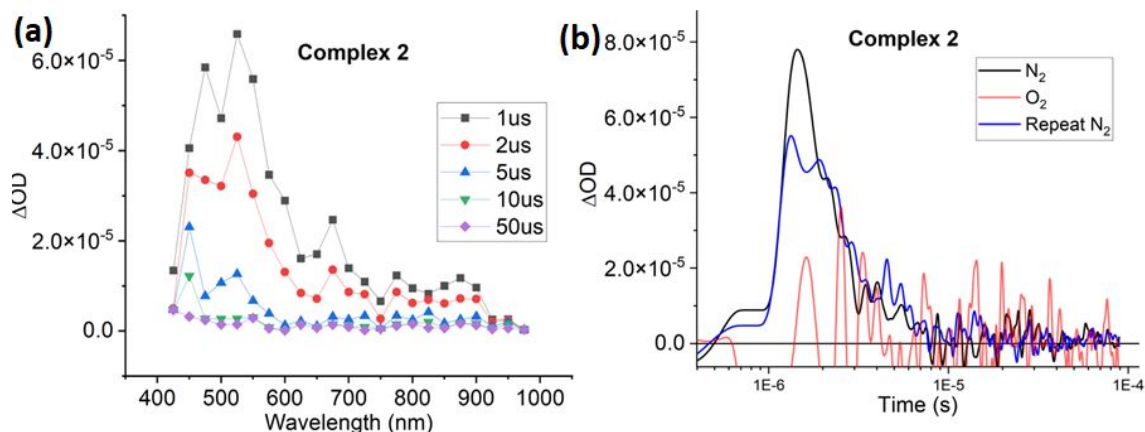 (a)
Complex 2
6.0×10⁻⁵
4.0×10⁻⁵
2.0×10⁻⁵
0.0
ΔOD
1us
2us
5us
10us
50us
400 500 600 700 800 900 1000
Wavelength (nm)
(b)
Complex 2
8.0×10⁻⁵
6.0×10⁻⁵
4.0×10⁻⁵
2.0×10⁻⁵
0.0
ΔOD
N₂
O₂
Repeat N₂
1E-6 1E-5 1E-4
Time (s)